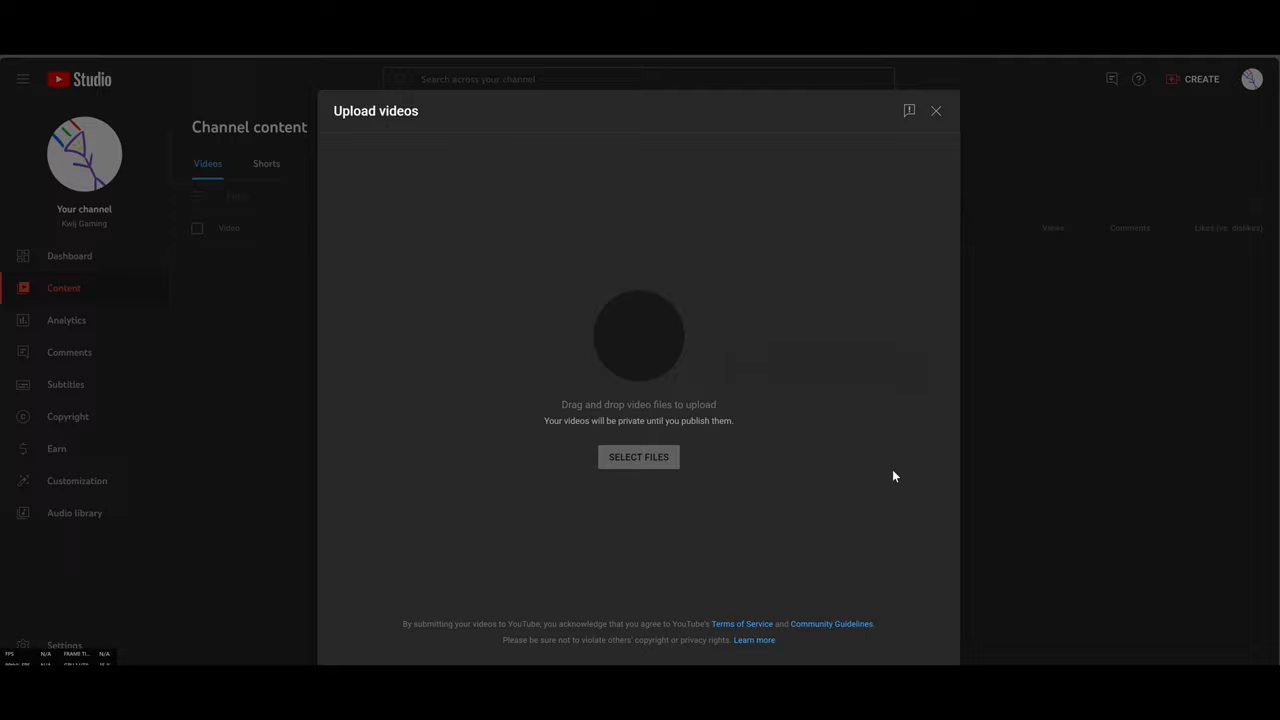 Studio
Search across your channel
CREATE
Upload videos
Channel content
Videos
Shorts
Filter
Your channel
Kwij Gaming
Video
Views
Comments
Likes (vs. dislikes)
Dashboard
Content
Analytics
Comments
Subtitles
Copyright
Earn
Customization
Audio library
Settings
Drag and drop video files to upload
Your videos will be private until you publish them.
SELECT FILES
By submitting your videos to YouTube, you acknowledge that you agree to YouTube's Terms of Service and Community Guidelines.
Please be sure not to violate others' copyright or privacy rights. Learn more
FPS N/A FRAME TI... N/A